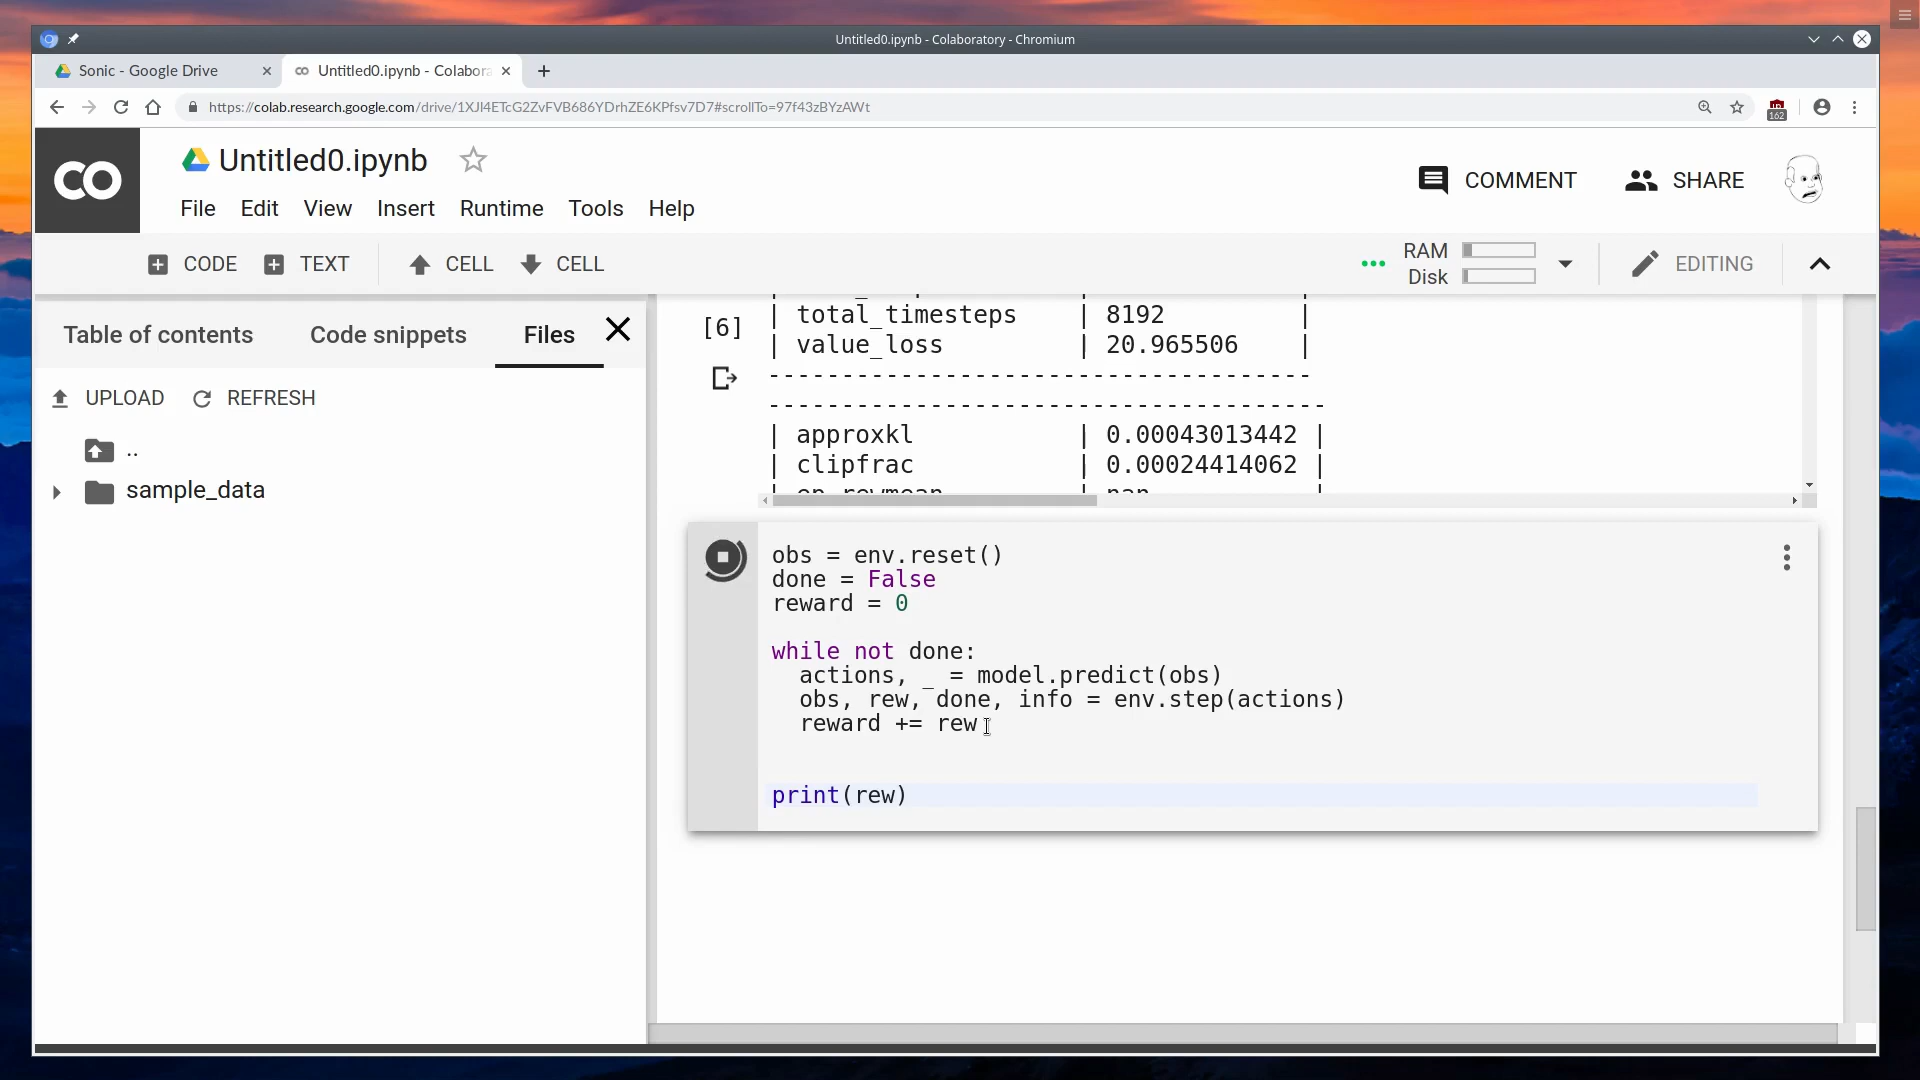 Untitled0.ipynb - Colaboratory - Chromium
Sonic - Google Drive
Untitled0.ipynb - Colabora
https://colab.research.google.com/drive/1XJl4ETcG2ZvFVB686YDrhZE6KPfsv7D7#scrollTo=97f43zBYzAWt
162
CO
Untitled0.ipynb
File Edit View Insert Runtime Tools Help
COMMENT
SHARE
CODE TEXT CELL CELL
RAM
Disk
EDITING
Table of contents Code snippets Files
UPLOAD REFRESH
..
sample_data
[6]
| total_timesteps | 8192 |
| value_loss | 20.965506 |
------------------------------------
-------------------------------------
| approxkl | 0.00043013442 |
| clipfrac | 0.00024414062 |
| ep_rewmean | nan |
obs = env.reset()
done = False
reward = 0
while not done:
actions, _ = model.predict(obs)
obs, rew, done, info = env.step(actions)
reward += rew
print(rew)